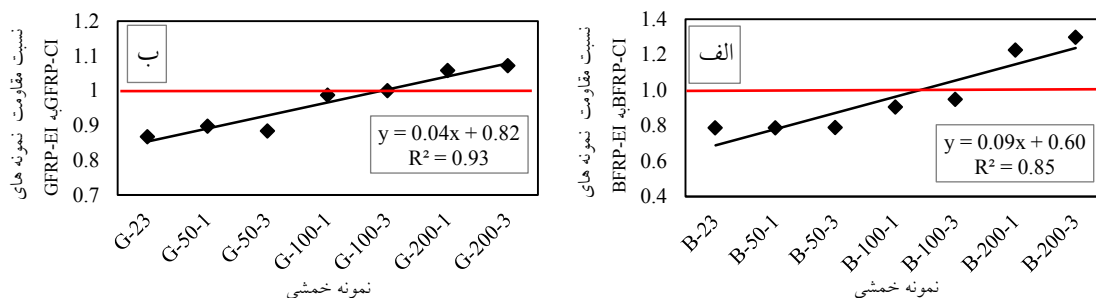 الف
نسبت مقاومت نمونه های
BFRP-CI به BFRP-EI
1.4
1.2
1.0
0.8
0.6
0.4
y = 0.09x + 0.60
R² = 0.85
B-23
B-50-1
B-50-3
B-100-1
B-100-3
B-200-1
B-200-3
نمونه خمشی
ب
نسبت مقاومت نمونه های
GFRP-CI به GFRP-EI
1.2
1.1
1
0.9
0.8
0.7
y = 0.04x + 0.82
R² = 0.93
G-23
G-50-1
G-50-3
G-100-1
G-100-3
G-200-1
G-200-3
نمونه خمشی